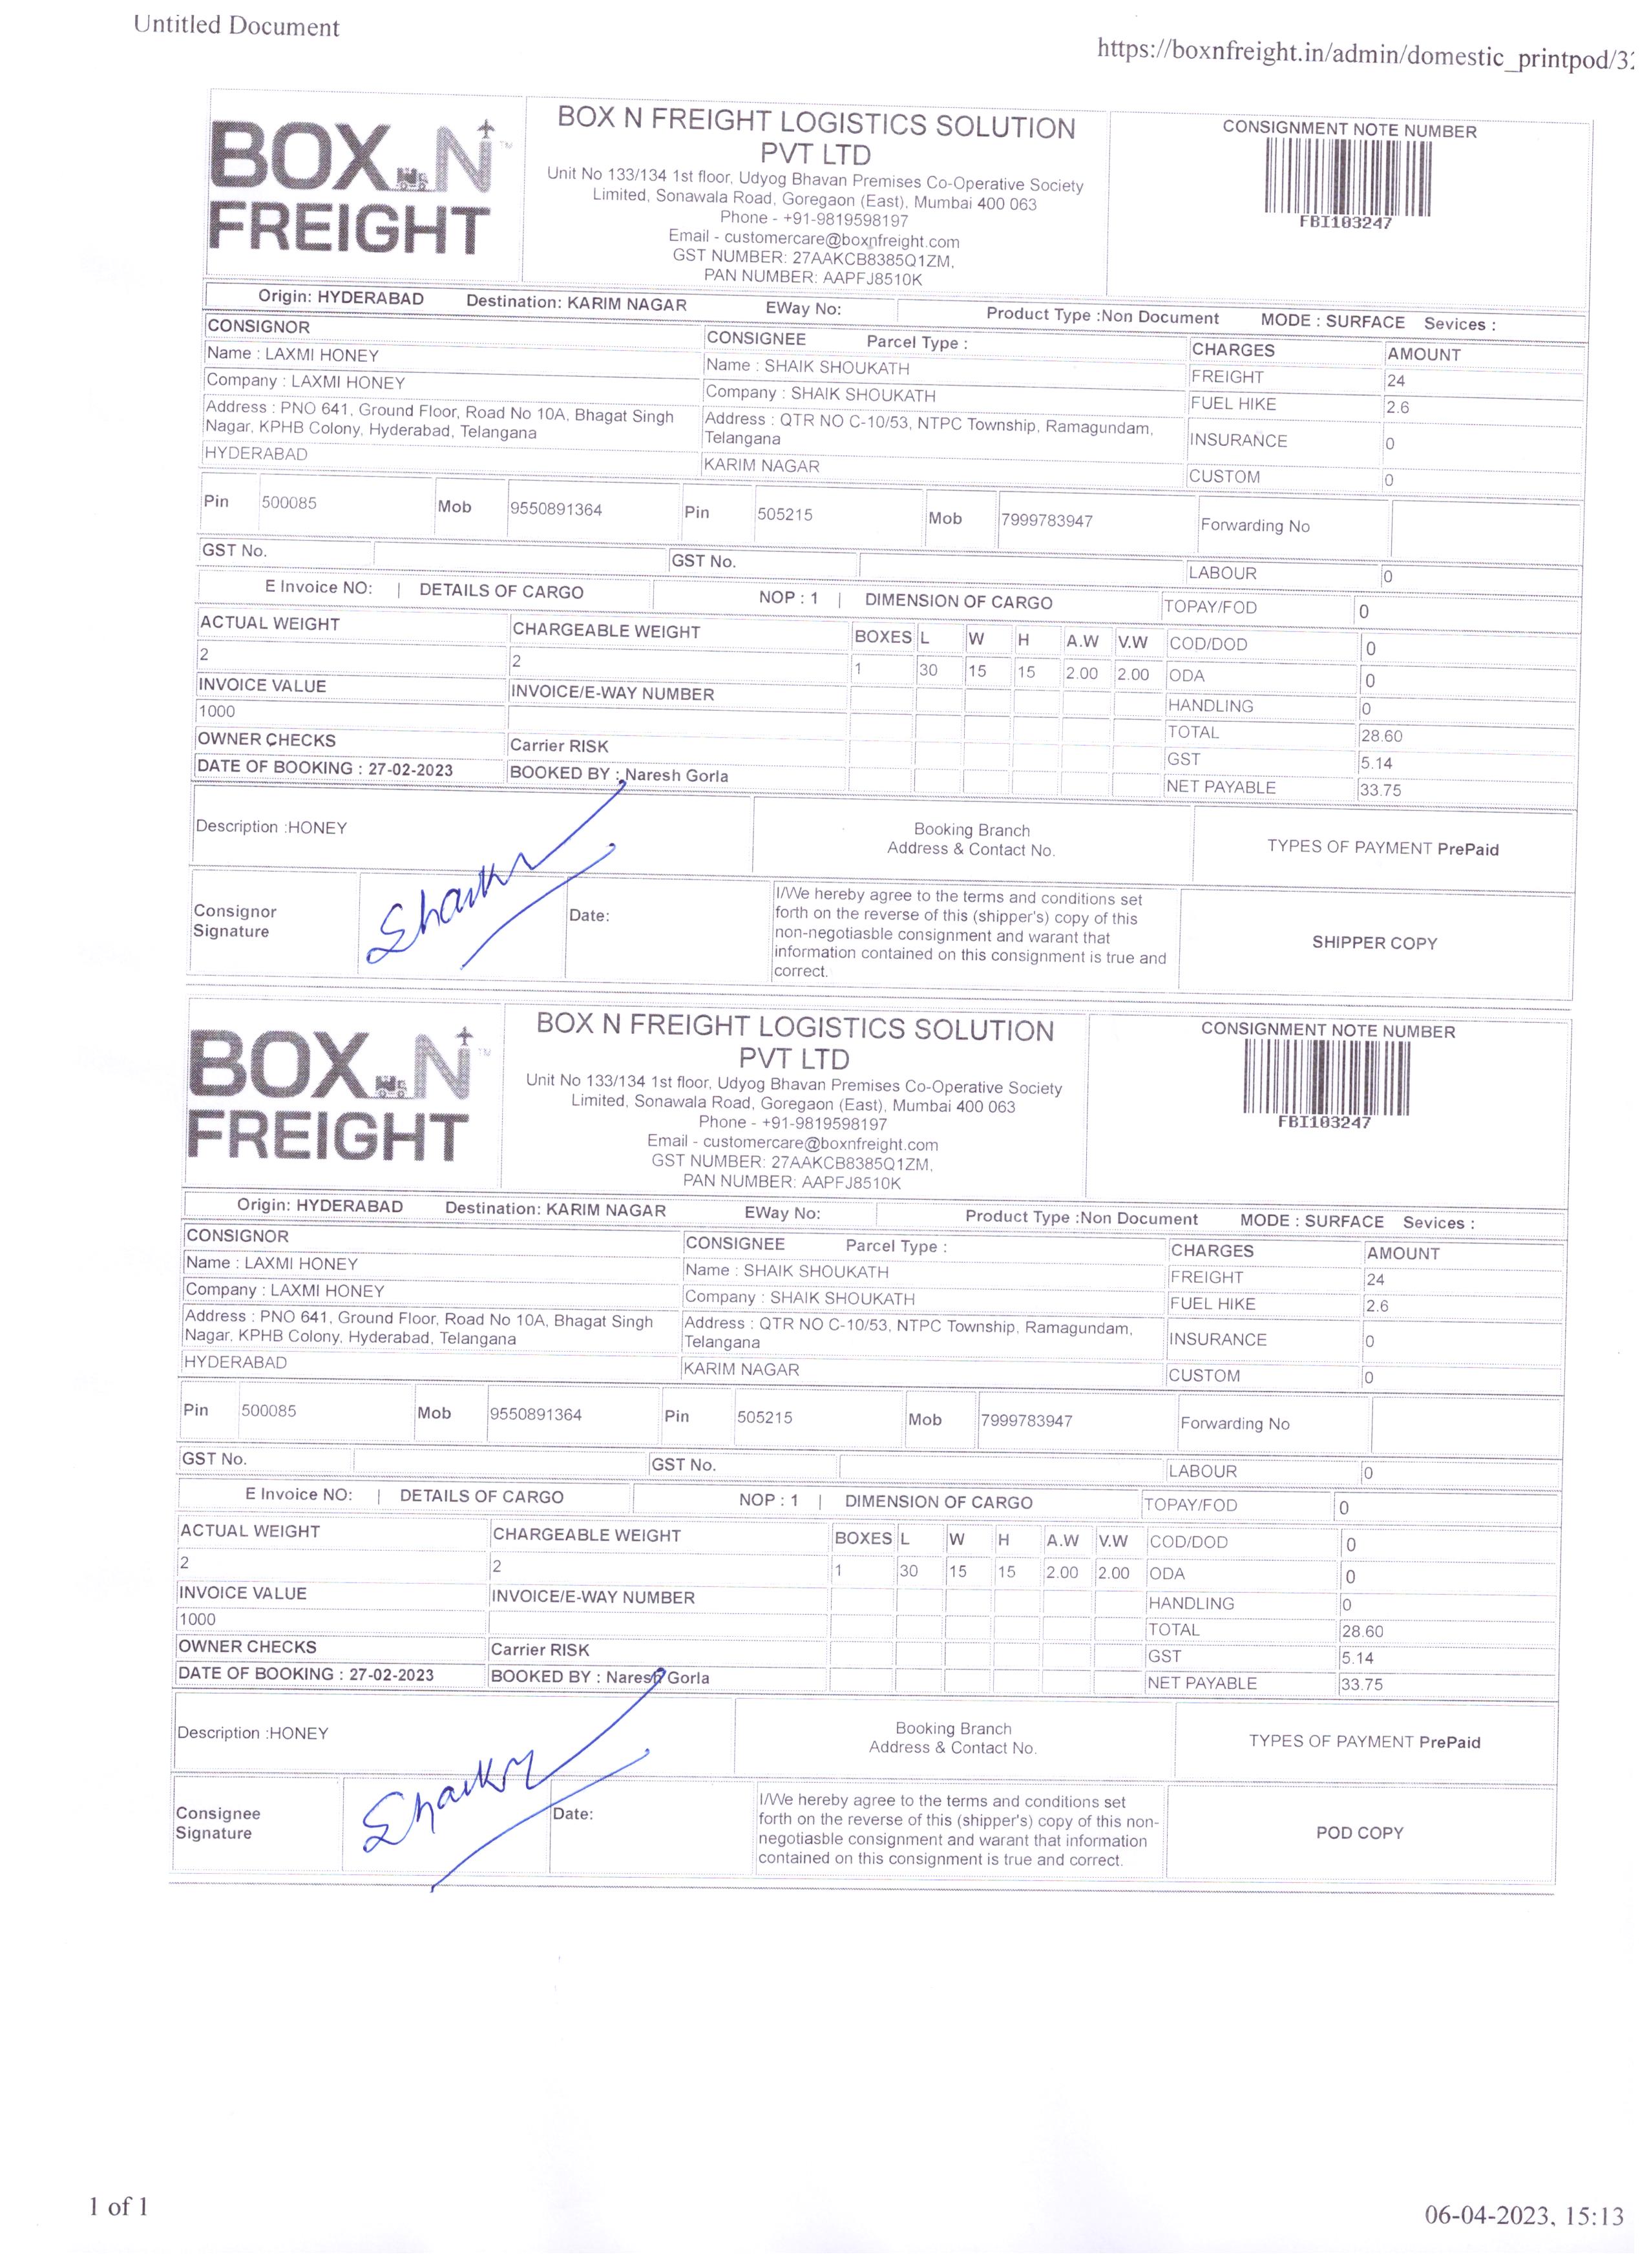 Untitled Document
https://boxnfreight.in/admin/domestic_printpod/32
BOX N
FREIGHT
TM
BOX N FREIGHT LOGISTICS SOLUTION
PVT LTD
Unit No 133/134 1st floor, Udyog Bhavan Premises Co-Operative Society
Limited, Sonawala Road, Goregaon (East), Mumbai 400 063
Phone - +91-9819598197
Email - customercare@boxnfreight.com
GST NUMBER: 27AAKCB8385Q1ZM,
PAN NUMBER: AAPFJ8510K
CONSIGNMENT NOTE NUMBER
FBI103247
Origin: HYDERABAD Destination: KARIM NAGAR EWay No: Product Type :Non Document MODE : SURFACE Sevices :
CONSIGNOR CONSIGNEE Parcel Type : CHARGES AMOUNT
Name : LAXMI HONEY Name : SHAIK SHOUKATH FREIGHT 24
Company : LAXMI HONEY Company : SHAIK SHOUKATH FUEL HIKE 2.6
Address : PNO 641, Ground Floor, Road No 10A, Bhagat Singh Address : QTR NO C-10/53, NTPC Township, Ramagundam, INSURANCE 0
Nagar, KPHB Colony, Hyderabad, Telangana Telangana
HYDERABAD KARIM NAGAR CUSTOM 0
Pin 500085 Mob 9550891364 Pin 505215 Mob 7999783947 Forwarding No
GST No. GST No. LABOUR 0
E Invoice NO: | DETAILS OF CARGO NOP : 1 | DIMENSION OF CARGO TOPAY/FOD 0
ACTUAL WEIGHT CHARGEABLE WEIGHT BOXES L W H A.W V.W COD/DOD 0
2 2 1 30 15 15 2.00 2.00 ODA 0
INVOICE VALUE INVOICE/E-WAY NUMBER HANDLING 0
1000 TOTAL 28.60
OWNER CHECKS Carrier RISK GST 5.14
DATE OF BOOKING : 27-02-2023 BOOKED BY : Naresh Gorla NET PAYABLE 33.75
Description :HONEY
Booking Branch
Address & Contact No.
TYPES OF PAYMENT PrePaid
Consignor
Signature
Date:
I/We hereby agree to the terms and conditions set
forth on the reverse of this (shipper's) copy of this
non-negotiasble consignment and warant that
information contained on this consignment is true and
correct.
SHIPPER COPY
BOX N
FREIGHT
TM
BOX N FREIGHT LOGISTICS SOLUTION
PVT LTD
Unit No 133/134 1st floor, Udyog Bhavan Premises Co-Operative Society
Limited, Sonawala Road, Goregaon (East), Mumbai 400 063
Phone - +91-9819598197
Email - customercare@boxnfreight.com
GST NUMBER: 27AAKCB8385Q1ZM,
PAN NUMBER: AAPFJ8510K
CONSIGNMENT NOTE NUMBER
FBI103247
Origin: HYDERABAD Destination: KARIM NAGAR EWay No: Product Type :Non Document MODE : SURFACE Sevices :
CONSIGNOR CONSIGNEE Parcel Type : CHARGES AMOUNT
Name : LAXMI HONEY Name : SHAIK SHOUKATH FREIGHT 24
Company : LAXMI HONEY Company : SHAIK SHOUKATH FUEL HIKE 2.6
Address : PNO 641, Ground Floor, Road No 10A, Bhagat Singh Address : QTR NO C-10/53, NTPC Township, Ramagundam, INSURANCE 0
Nagar, KPHB Colony, Hyderabad, Telangana Telangana
HYDERABAD KARIM NAGAR CUSTOM 0
Pin 500085 Mob 9550891364 Pin 505215 Mob 7999783947 Forwarding No
GST No. GST No. LABOUR 0
E Invoice NO: | DETAILS OF CARGO NOP : 1 | DIMENSION OF CARGO TOPAY/FOD 0
ACTUAL WEIGHT CHARGEABLE WEIGHT BOXES L W H A.W V.W COD/DOD 0
2 2 1 30 15 15 2.00 2.00 ODA 0
INVOICE VALUE INVOICE/E-WAY NUMBER HANDLING 0
1000 TOTAL 28.60
OWNER CHECKS Carrier RISK GST 5.14
DATE OF BOOKING : 27-02-2023 BOOKED BY : Naresh Gorla NET PAYABLE 33.75
Description :HONEY
Booking Branch
Address & Contact No.
TYPES OF PAYMENT PrePaid
Consignee
Signature
Date:
I/We hereby agree to the terms and conditions set
forth on the reverse of this (shipper's) copy of this non-
negotiasble consignment and warant that information
contained on this consignment is true and correct.
POD COPY
1 of 1
06-04-2023, 15:13